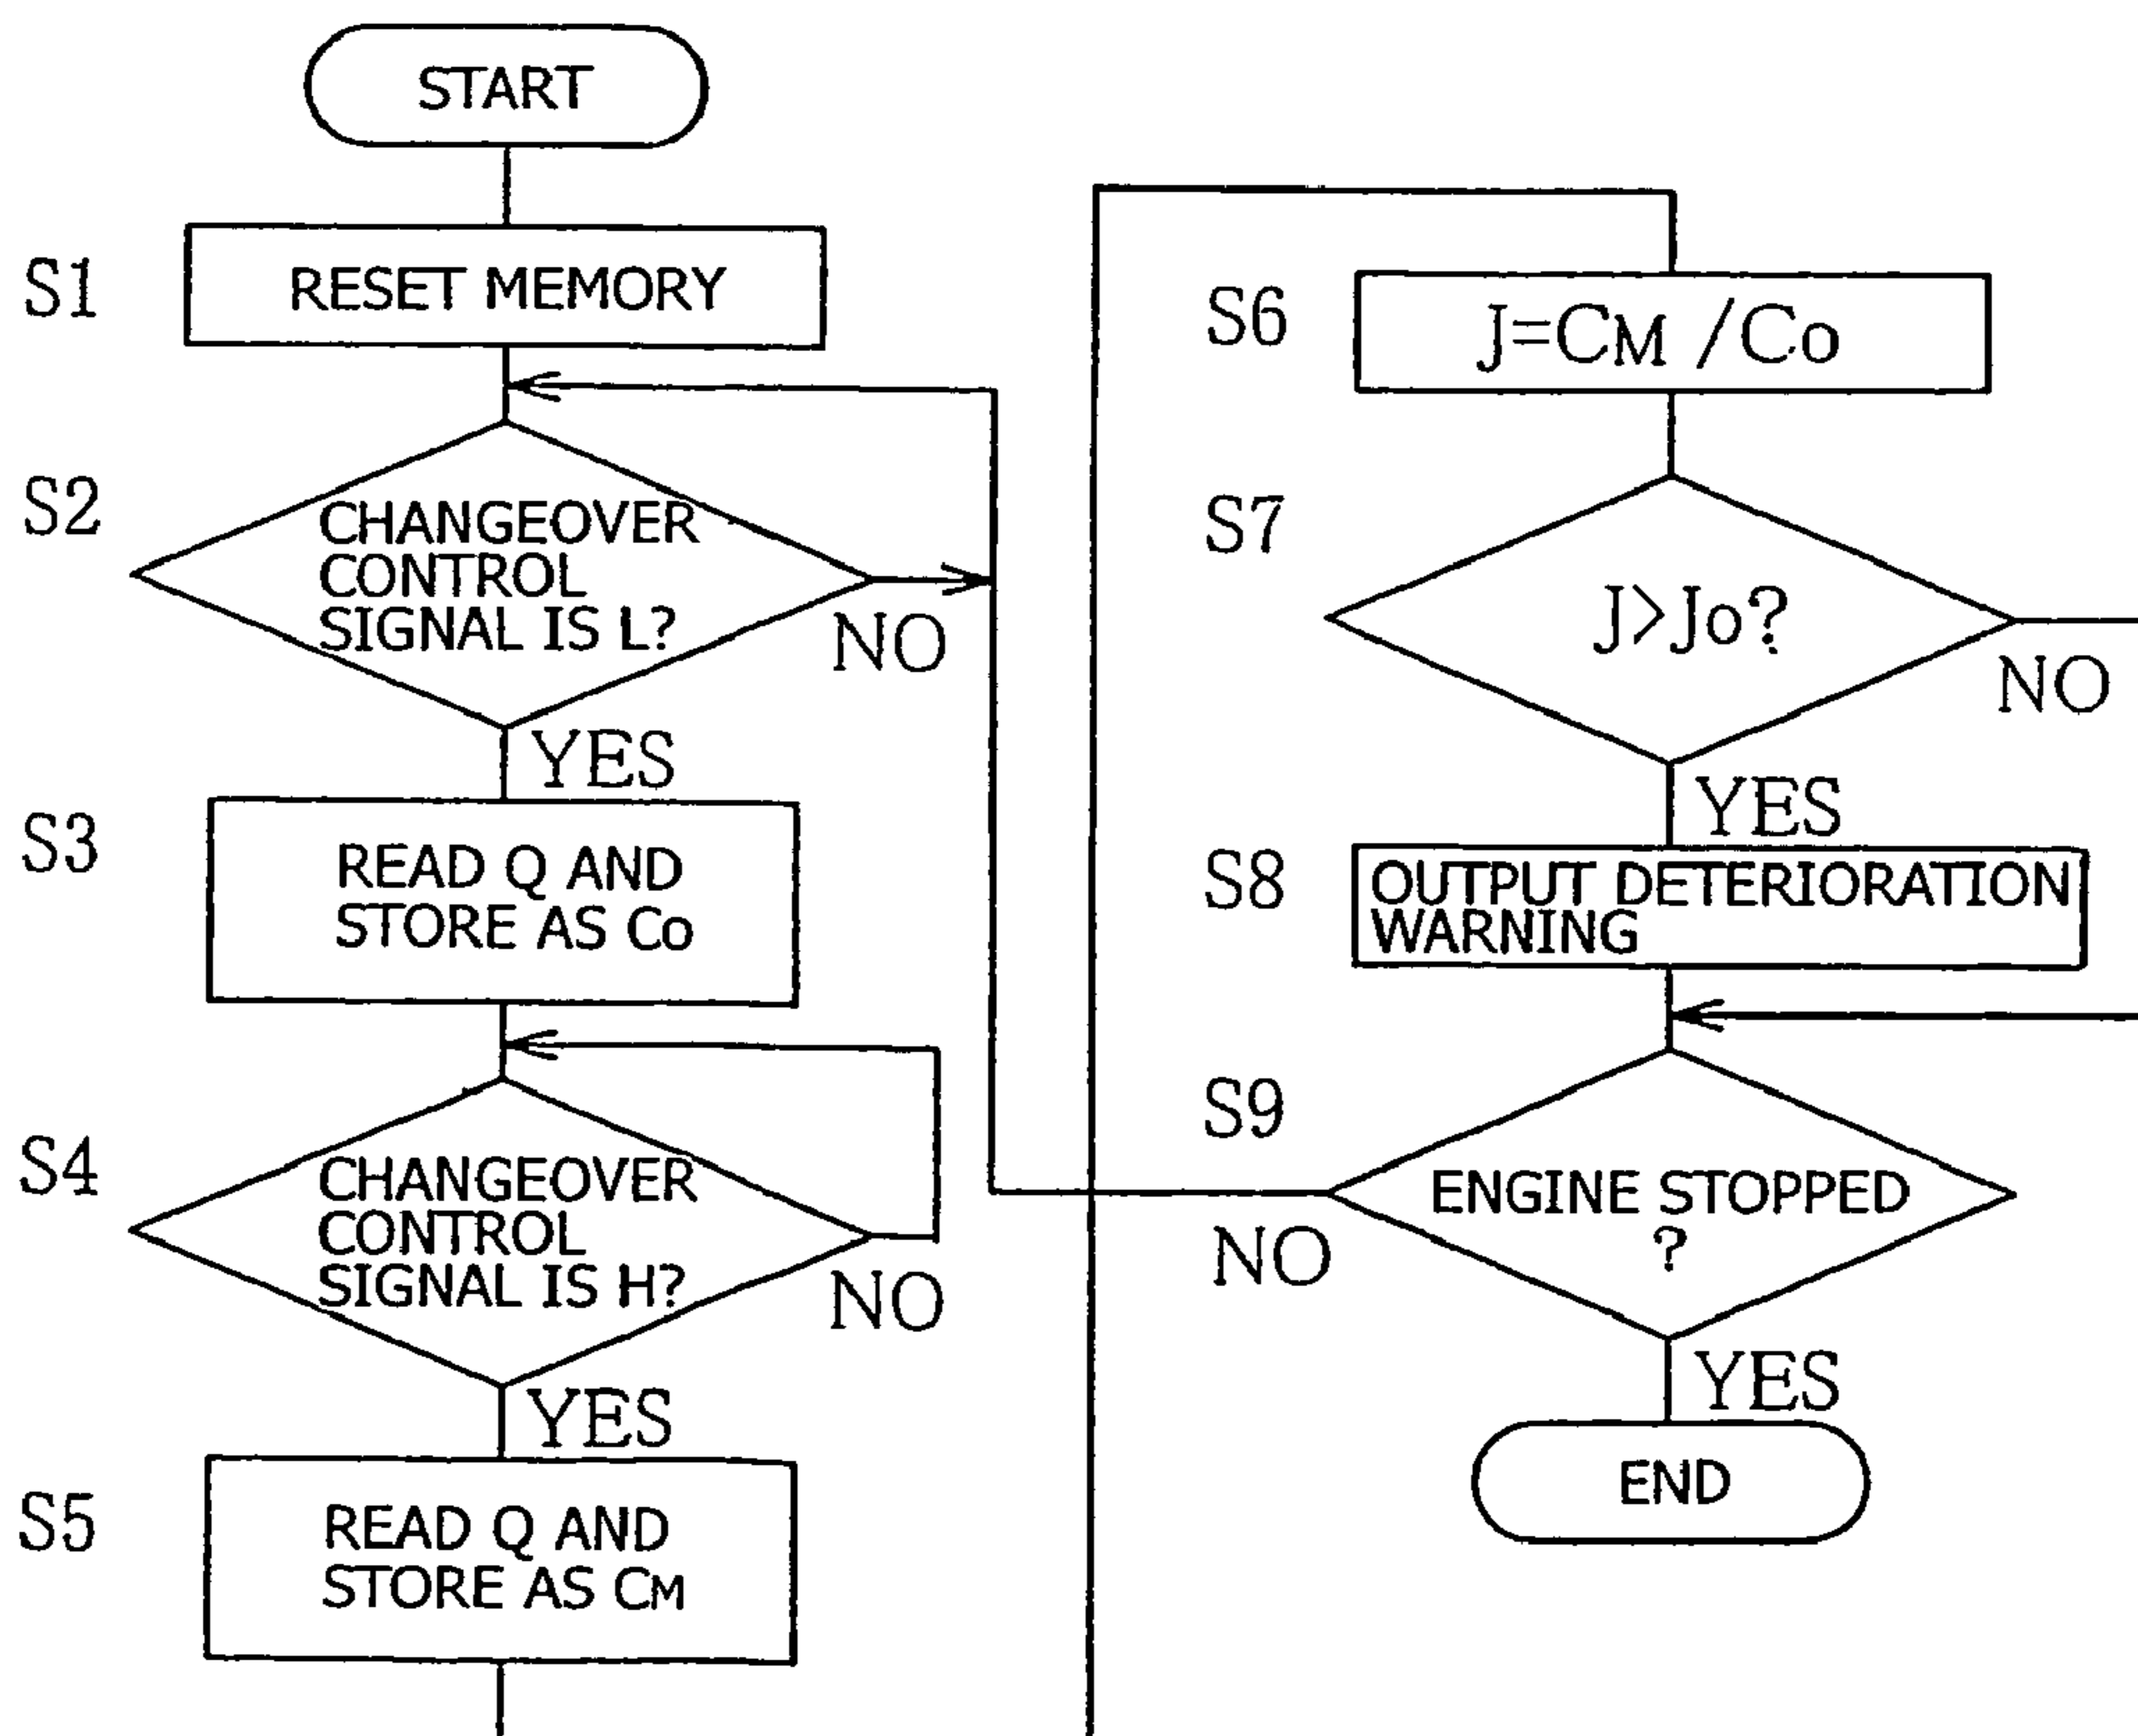 START
S1
RESET MEMORY
S2
CHANGEOVER
CONTROL
SIGNAL IS L?
NO
YES
S3
READ Q AND
STORE AS Co
S4
CHANGEOVER
CONTROL
SIGNAL IS H?
NO
YES
S5
READ Q AND
STORE AS CM
S6
J=CM /Co
S7
J>Jo?
NO
YES
S8
OUTPUT DETERIORATION
WARNING
S9
ENGINE STOPPED
?
NO
YES
END